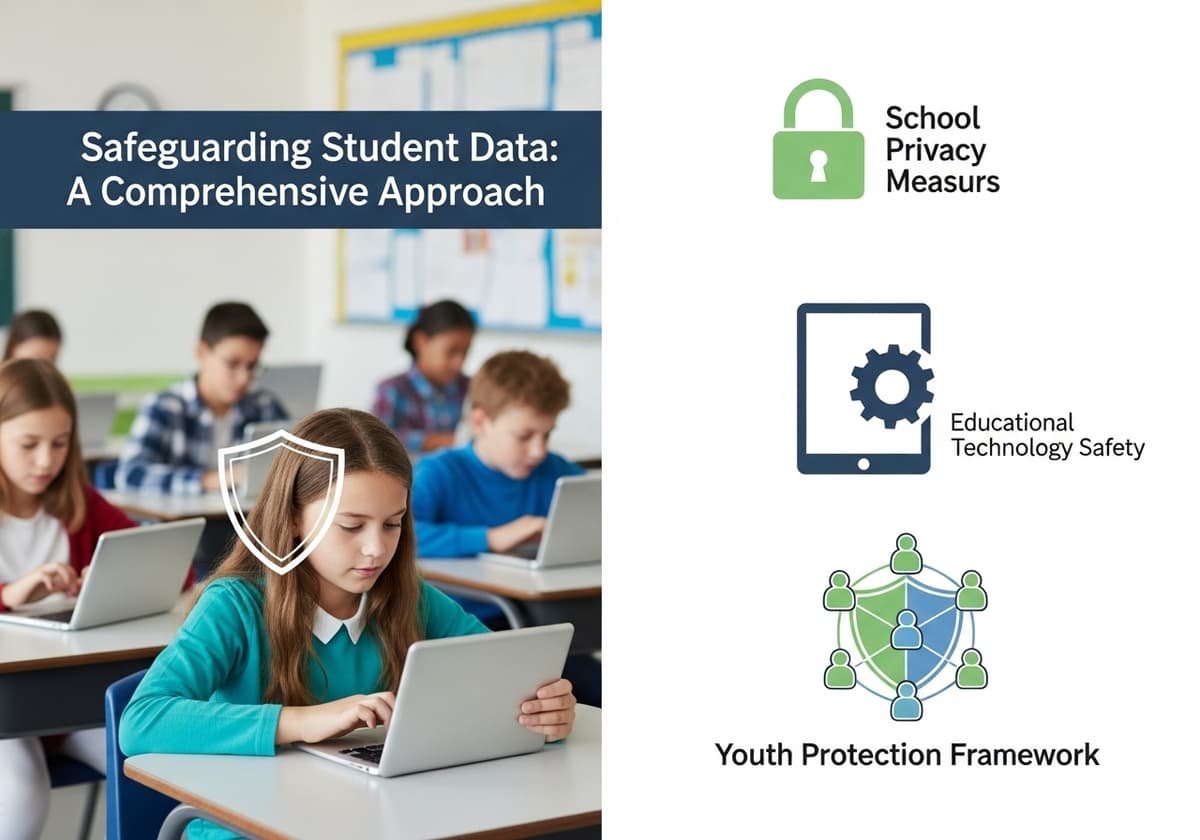 Safeguarding Student Data:
A Comprehensive Approach
School
Privacy
Measurs
Educational
Technology Safety
Youth Protection Framework